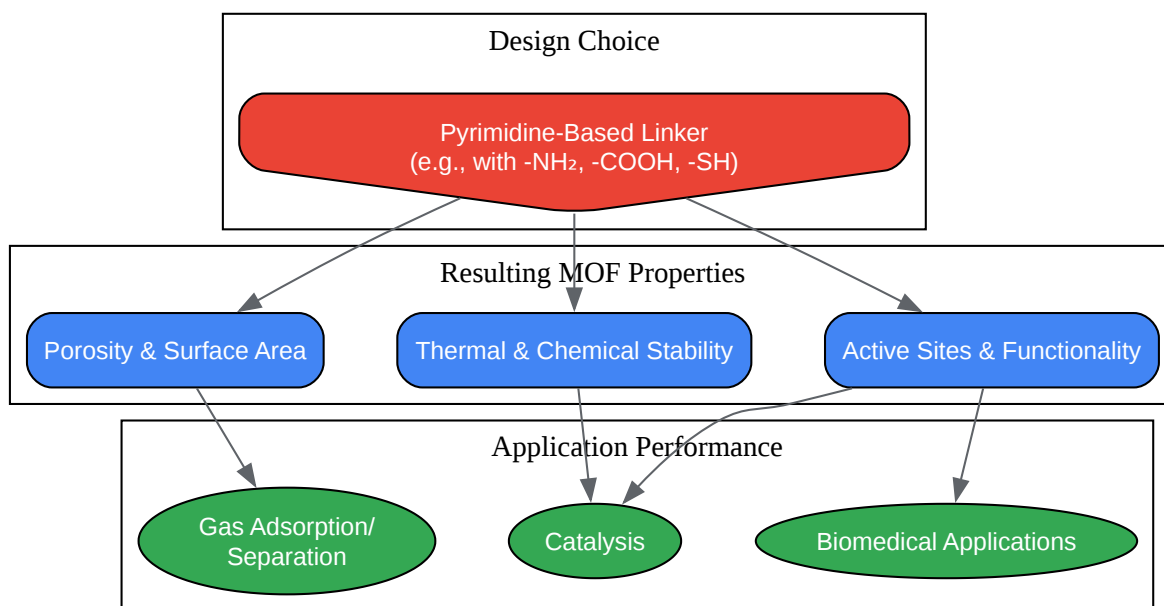 Design Choice
Pyrimidine-Based Linker
(e.g., with -NH₂, -COOH, -SH)
Resulting MOF Properties
Porosity & Surface Area
Thermal & Chemical Stability
Active Sites & Functionality
Application Performance
Gas Adsorption/
Separation
Catalysis
Biomedical Applications